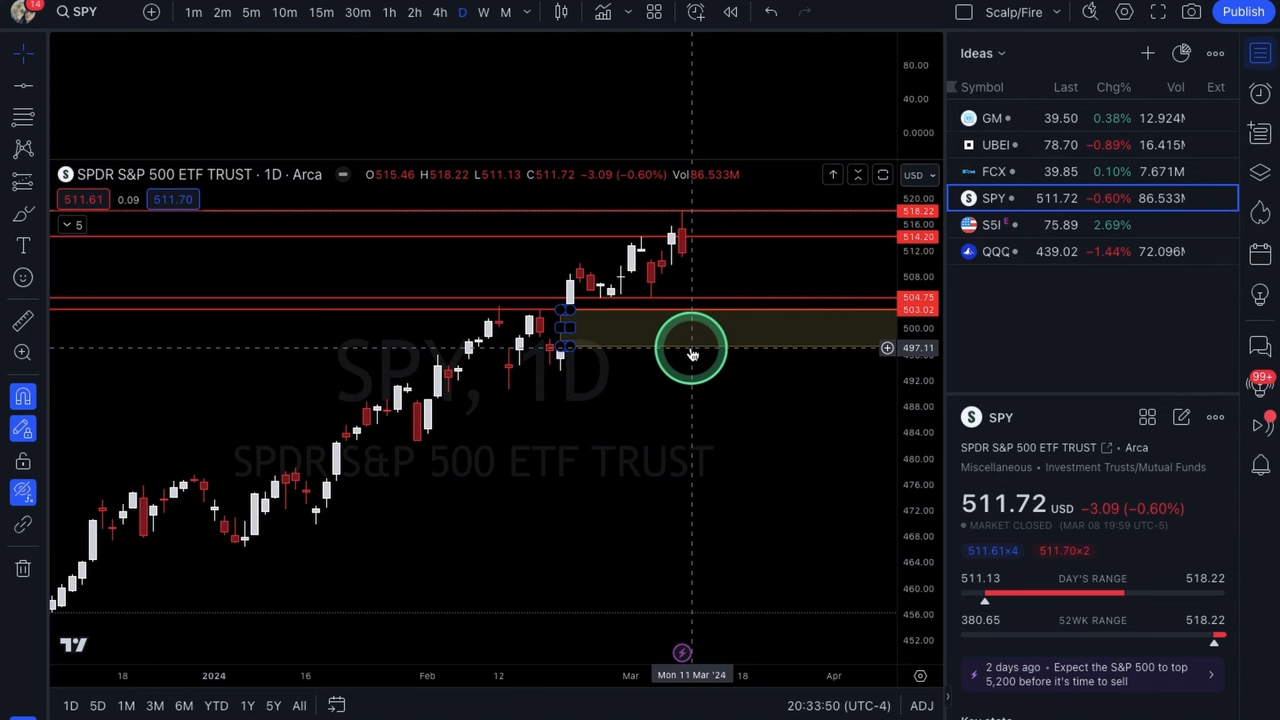 14
SPY
1m 2m 5m 10m 15m 30m 1h 2h 4h D W M
Scalp/Fire
Publish
Ideas
Symbol Last Chg% Vol Ext
GM 39.50 0.38% 12.924M
UBEI 78.70 −0.89% 16.415M
FCX 39.85 0.10% 7.671M
SPY 511.72 −0.60% 86.533M
S5I E 75.89 2.69%
QQQ 439.02 −1.44% 72.096M
80.00
40.00
0.0000
SPDR S&P 500 ETF TRUST · 1D · Arca O515.46 H518.22 L511.13 C511.72 −3.09 (−0.60%) Vol86.533M
USD
511.61 0.09 511.70
5
520.00
518.22
516.00
514.20
512.00
508.00
504.75
503.02
500.00
497.11
492.00
488.00
484.00
480.00
476.00
472.00
468.00
464.00
460.00
456.00
452.00
SPY, 1D
SPDR S&P 500 ETF TRUST
18 2024 16 Feb 12 Mar Mon 11 Mar '24 18 Apr
1D 5D 1M 3M 6M YTD 1Y 5Y All
20:33:50 (UTC-4) ADJ
99+
SPY
SPDR S&P 500 ETF TRUST • Arca
Miscellaneous • Investment Trusts/Mutual Funds
511.72 USD −3.09 (−0.60%)
MARKET CLOSED (MAR 08 19:59 UTC-5)
511.61×4 511.70×2
511.13 DAY'S RANGE 518.22
380.65 52WK RANGE 518.22
2 days ago • Expect the S&P 500 to top
5,200 before it's time to sell